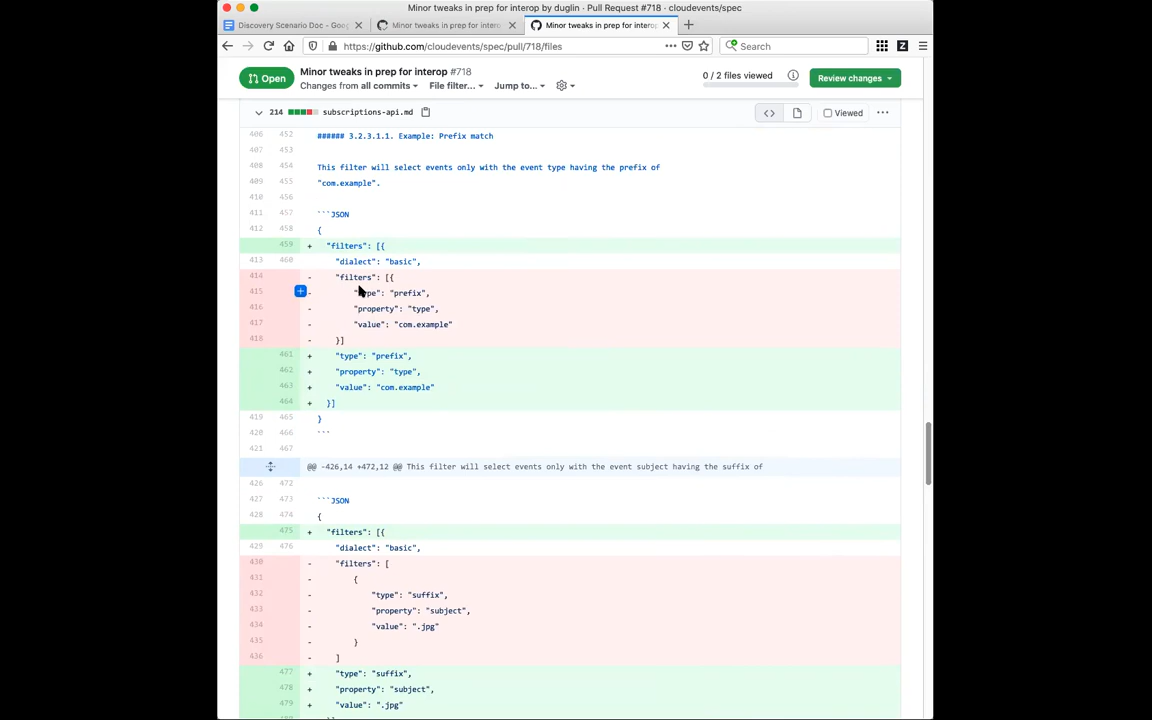 Minor tweaks in prep for interop by duglin · Pull Request #718 · cloudevents/spec
Discovery Scenario Doc - Goo
Minor tweaks in prep for intero
Minor tweaks in prep for interop
https://github.com/cloudevents/spec/pull/718/files
Search
Open
Minor tweaks in prep for interop #718
Changes from all commits
File filter...
Jump to...
0 / 2 files viewed
Review changes
214 subscriptions-api.md
Viewed
406 452 ###### 3.2.3.1.1. Example: Prefix match
407 453
408 454 This filter will select events only with the event type having the prefix of
409 455 "com.example".
410 456
411 457 ```JSON
412 458 {
459 + "filters": [{
413 460 "dialect": "basic",
414 - "filters": [{
415 - "type": "prefix",
416 - "property": "type",
417 - "value": "com.example"
418 - }]
461 + "type": "prefix",
462 + "property": "type",
463 + "value": "com.example"
464 + }]
419 465 }
420 466 ```
421 467
@@ -426,14 +472,12 @@ This filter will select events only with the event subject having the suffix of
426 472
427 473 ```JSON
428 474 {
475 + "filters": [{
429 476 "dialect": "basic",
430 - "filters": [
431 - {
432 - "type": "suffix",
433 - "property": "subject",
434 - "value": ".jpg"
435 - }
436 - ]
477 + "type": "suffix",
478 + "property": "subject",
479 + "value": ".jpg"